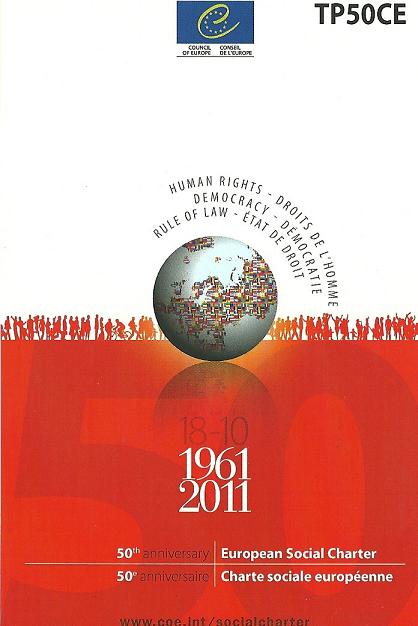 TP50CE
COUNCIL CONSEIL
OF EUROPE DE L'EUROPE
HUMAN RIGHTS - DROITS DE L'HOMME
DEMOCRACY - DÉMOCRATIE
RULE OF LAW - ÉTAT DE DROIT
50
18-10
1961
2011
50th anniversary European Social Charter
50e anniversaire Charte sociale européenne
www.coe.int/socialcharter